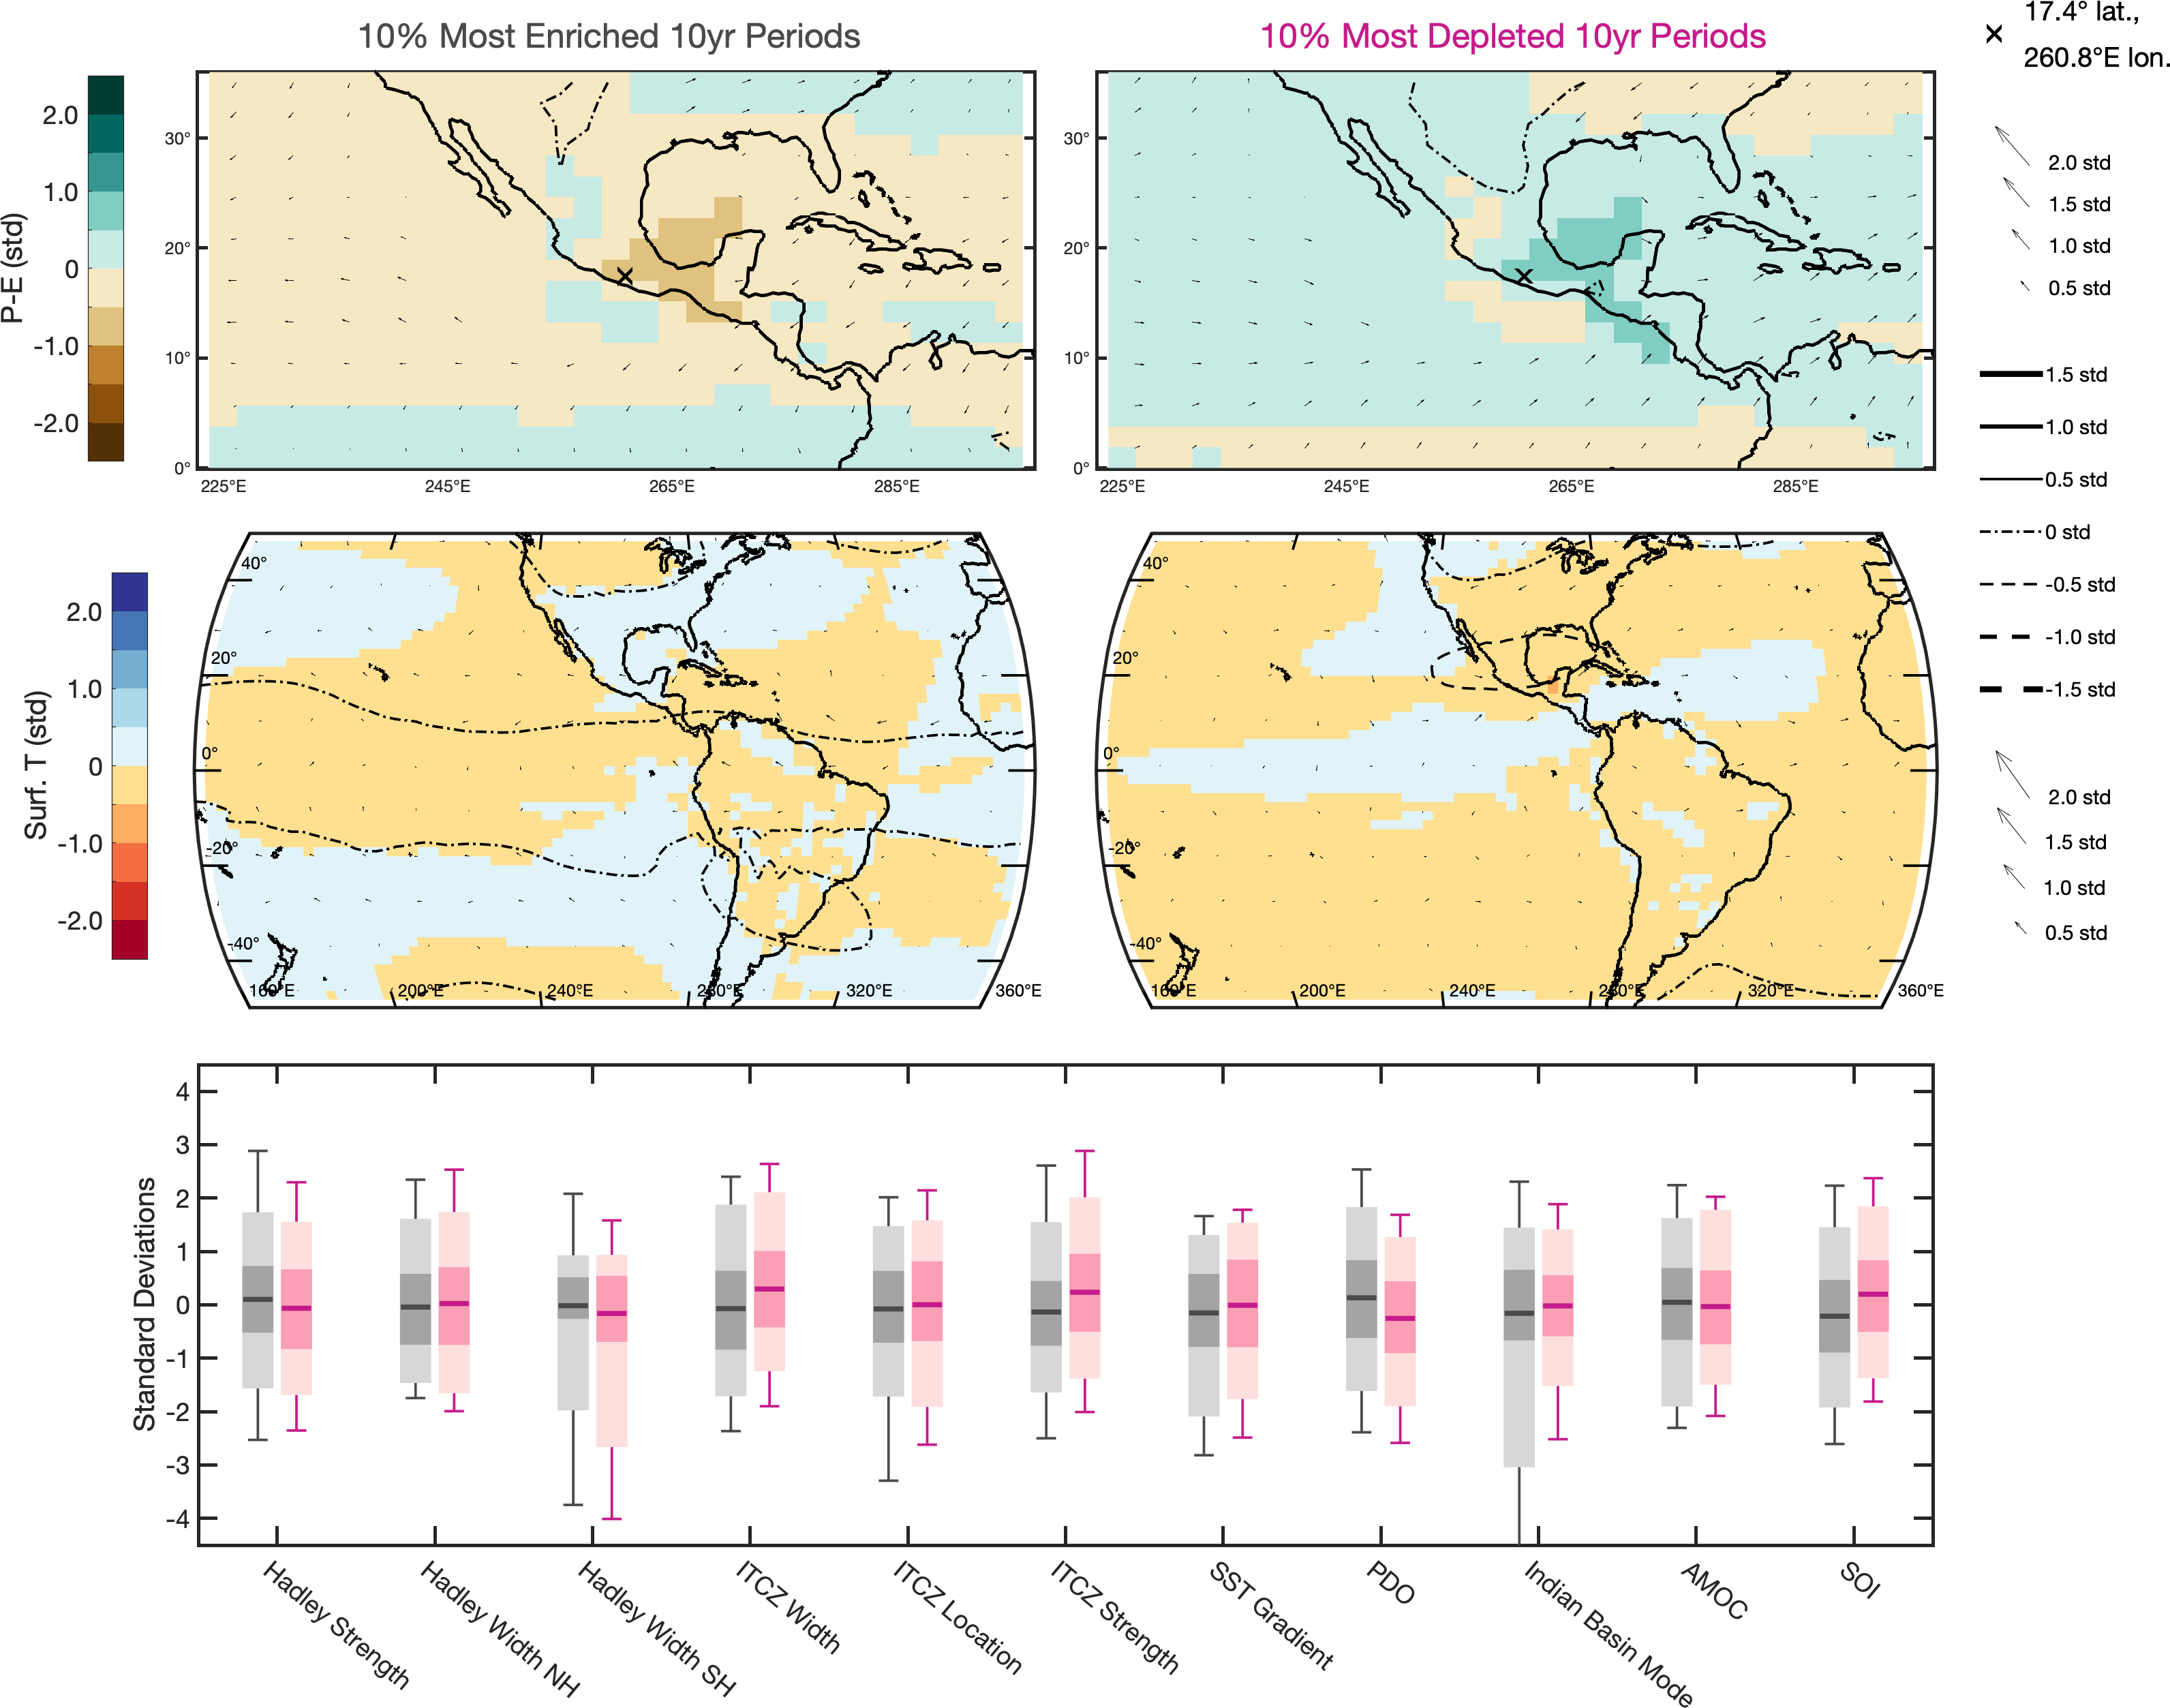 10% Most Enriched 10yr Periods
10% Most Depleted 10yr Periods
17.4° lat.,
260.8°E lon.
P-E (std)
2.0
1.0
0
-1.0
-2.0
30°
20°
10°
0°
225°E
245°E
265°E
285°E
30°
20°
10°
0°
225°E
245°E
265°E
285°E
2.0 std
1.5 std
1.0 std
0.5 std
1.5 std
1.0 std
0.5 std
0 std
-0.5 std
-1.0 std
-1.5 std
Surf. T (std)
2.0
1.0
0
-1.0
-2.0
40°
20°
0°
-20°
-40°
160°E
200°E
240°E
280°E
320°E
360°E
40°
20°
0°
-20°
-40°
160°E
200°E
240°E
280°E
320°E
360°E
2.0 std
1.5 std
1.0 std
0.5 std
Standard Deviations
4
3
2
1
0
-1
-2
-3
-4
Hadley Strength
Hadley Width NH
Hadley Width SH
ITCZ Width
ITCZ Location
ITCZ Strength
SST Gradient
PDO
Indian Basin Mode
AMOC
SOI